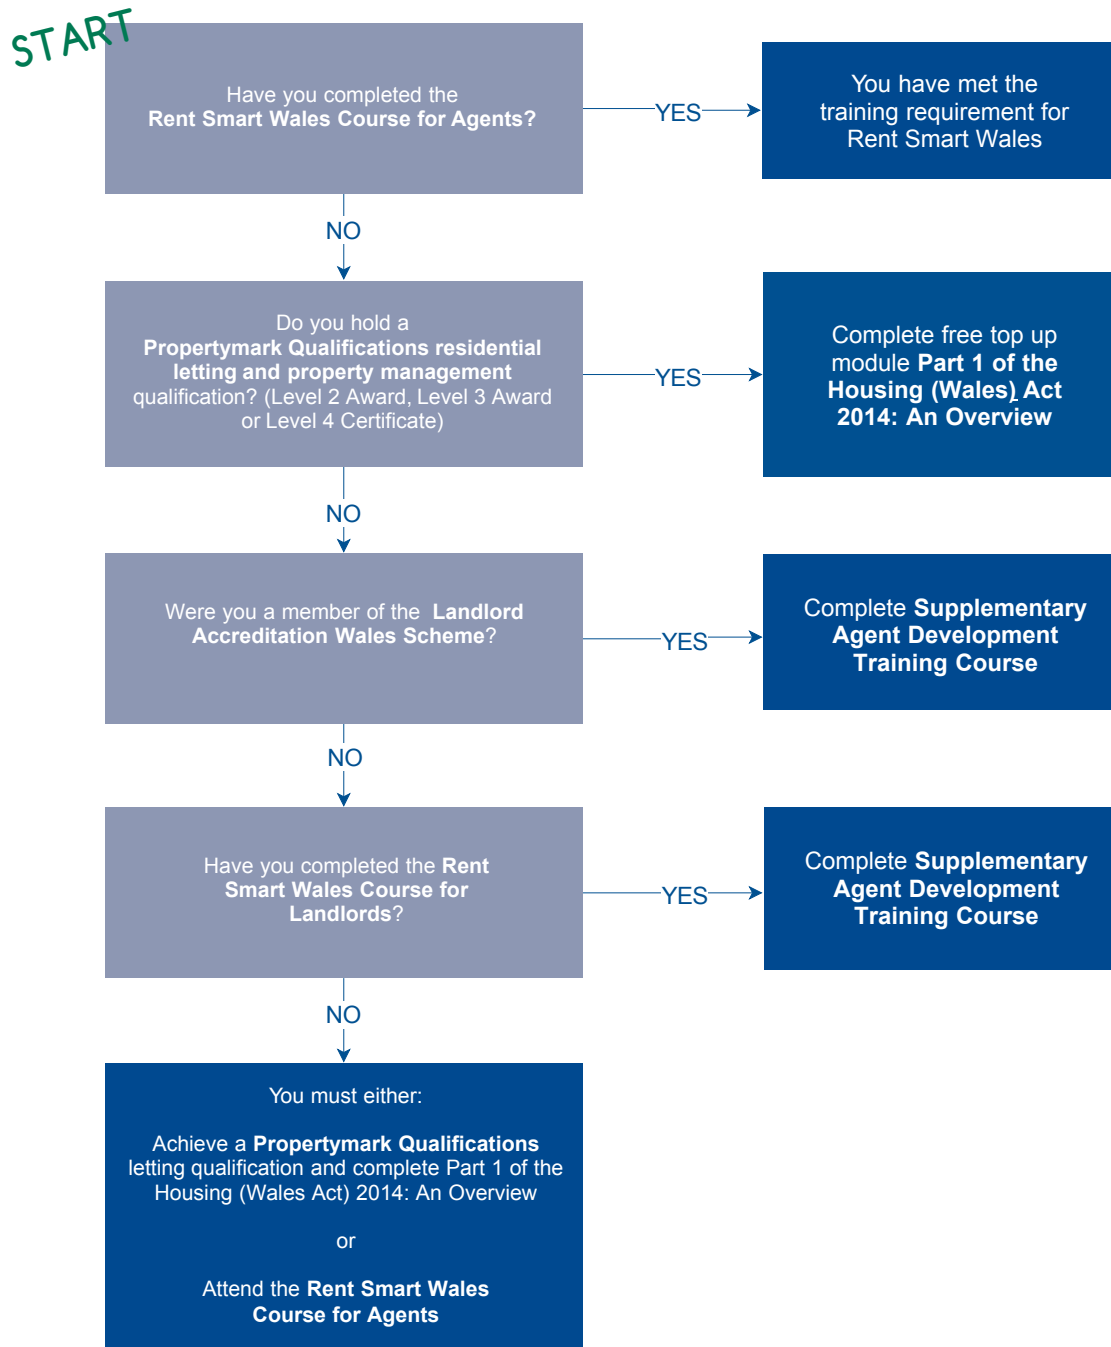 START
Have you completed the
Rent Smart Wales Course for Agents?
YES
You have met the
training requirement for
Rent Smart Wales
NO
Do you hold a
Propertymark Qualifications residential
letting and property management
qualification? (Level 2 Award, Level 3 Award
or Level 4 Certificate)
YES
Complete free top up
module Part 1 of the
Housing (Wales) Act
2014: An Overview
NO
Were you a member of the Landlord
Accreditation Wales Scheme?
YES
Complete Supplementary
Agent Development
Training Course
NO
Have you completed the Rent
Smart Wales Course for
Landlords?
YES
Complete Supplementary
Agent Development
Training Course
NO
You must either:
Achieve a Propertymark Qualifications
letting qualification and complete Part 1 of the
Housing (Wales Act) 2014: An Overview
or
Attend the Rent Smart Wales
Course for Agents